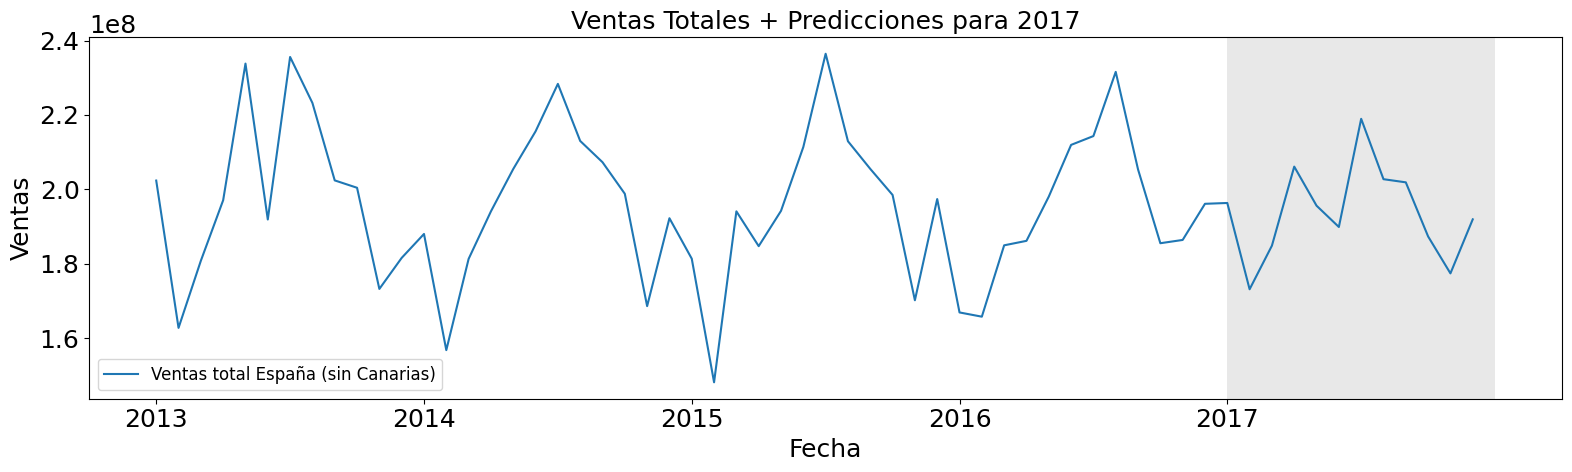 Ventas Totales + Predicciones para 2017
1e8
2.4
2.2
2.0
1.8
1.6
Ventas
Ventas total España (sin Canarias)
2013 2014 2015 2016 2017
Fecha